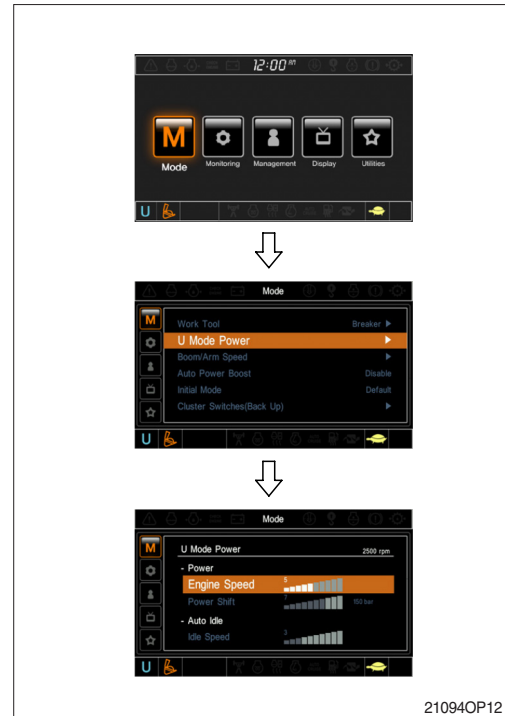 12:00 AM
M
Mode
Monitoring
Management
Display
Utilities
U
Mode
M
Work Tool Breaker ▶
U Mode Power ▶
Boom/Arm Speed ▶
Auto Power Boost Disable
Initial Mode Default
Cluster Switches(Back Up) ▶
U
Mode
M
U Mode Power 2500 rpm
- Power
Engine Speed 5
Power Shift 7 150 bar
- Auto Idle
Idle Speed 3
U
21094OP12